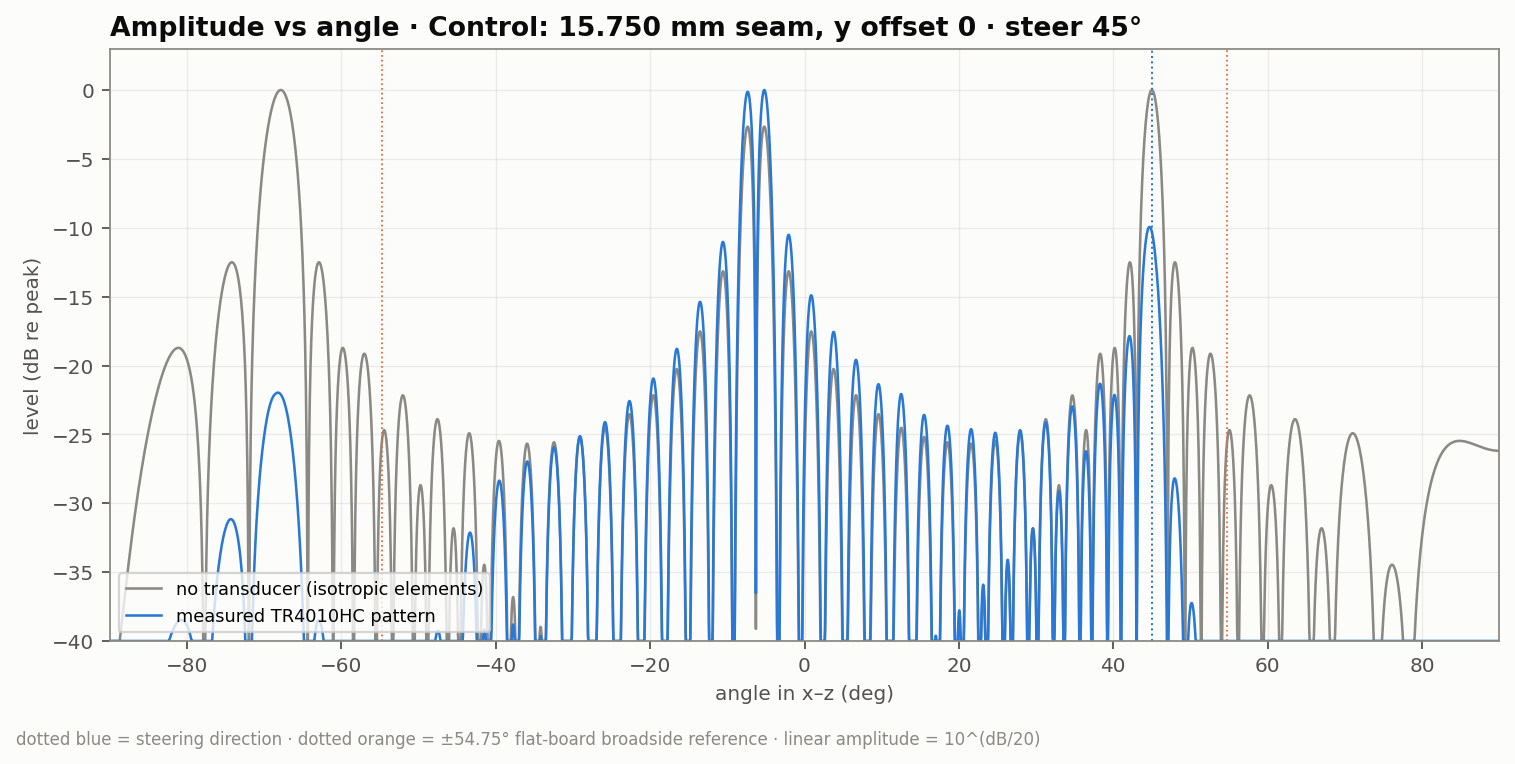 Amplitude vs angle · Control: 15.750 mm seam, y offset 0 · steer 45°
level (dB re peak)
0
−5
−10
−15
−20
−25
−30
−35
−40
no transducer (isotropic elements)
measured TR4010HC pattern
−80 −60 −40 −20 0 20 40 60 80
angle in x–z (deg)
dotted blue = steering direction · dotted orange = ±54.75° flat-board broadside reference · linear amplitude = 10^(dB/20)